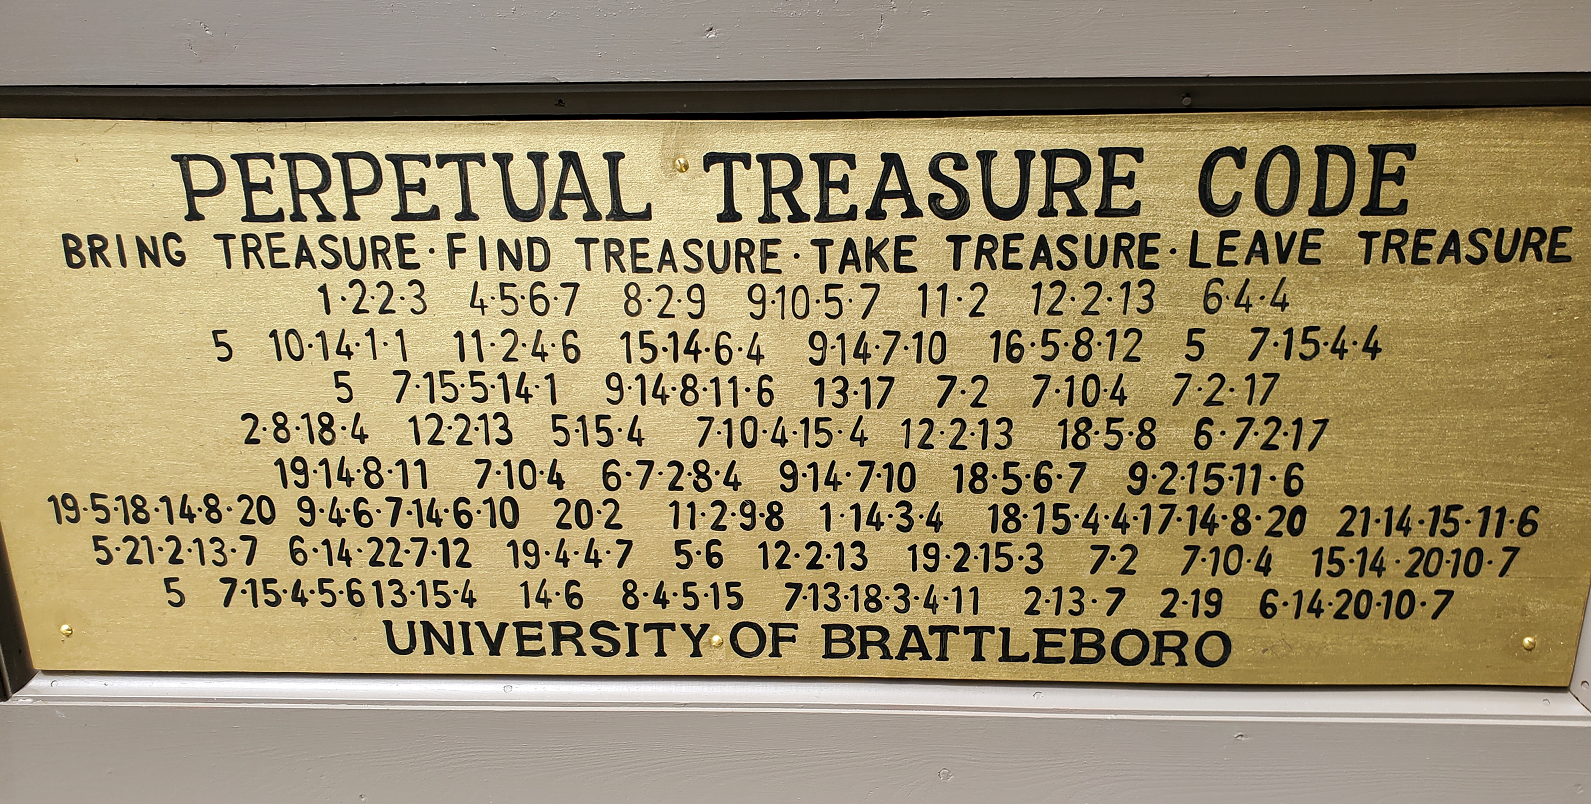 PERPETUAL TREASURE CODE
BRING TREASURE·FIND TREASURE·TAKE TREASURE·LEAVE TREASURE
1·2·2·3 4·5·6·7 8·2·9 9·10·5·7 11·2 12·2·13 6·4·4
5 10·14·1·1 11·2·4·6 15·14·6·4 9·14·7·10 16·5·8·12 5 7·15·4·4
5 7·15·5·14·1 9·14·8·11·6 13·17 7·2 7·10·4 7·2·17
2·8·18·4 12·2·13 5·15·4 7·10·4·15·4 12·2·13 18·5·8 6·7·2·17
19·14·8·11 7·10·4 6·7·2·8·4 9·14·7·10 18·5·6·7 9·2·15·11·6
19·5·18·14·8·20 9·4·6·7·14·6·10 20·2 11·2·9·8 1·14·3·4 18·15·4·4·17·14·8·20 21·14·15·11·6
5·21·2·13·7 6·14·22·7·12 19·4·4·7 5·6 12·2·13 19·2·15·3 7·2 7·10·4 15·14·20·10·7
5 7·15·4·5·6 13·15·4 14·6 8·4·5·15 7·13·18·3·4·11 2·13·7 2·19 6·14·20·10·7
UNIVERSITY OF BRATTLEBORO